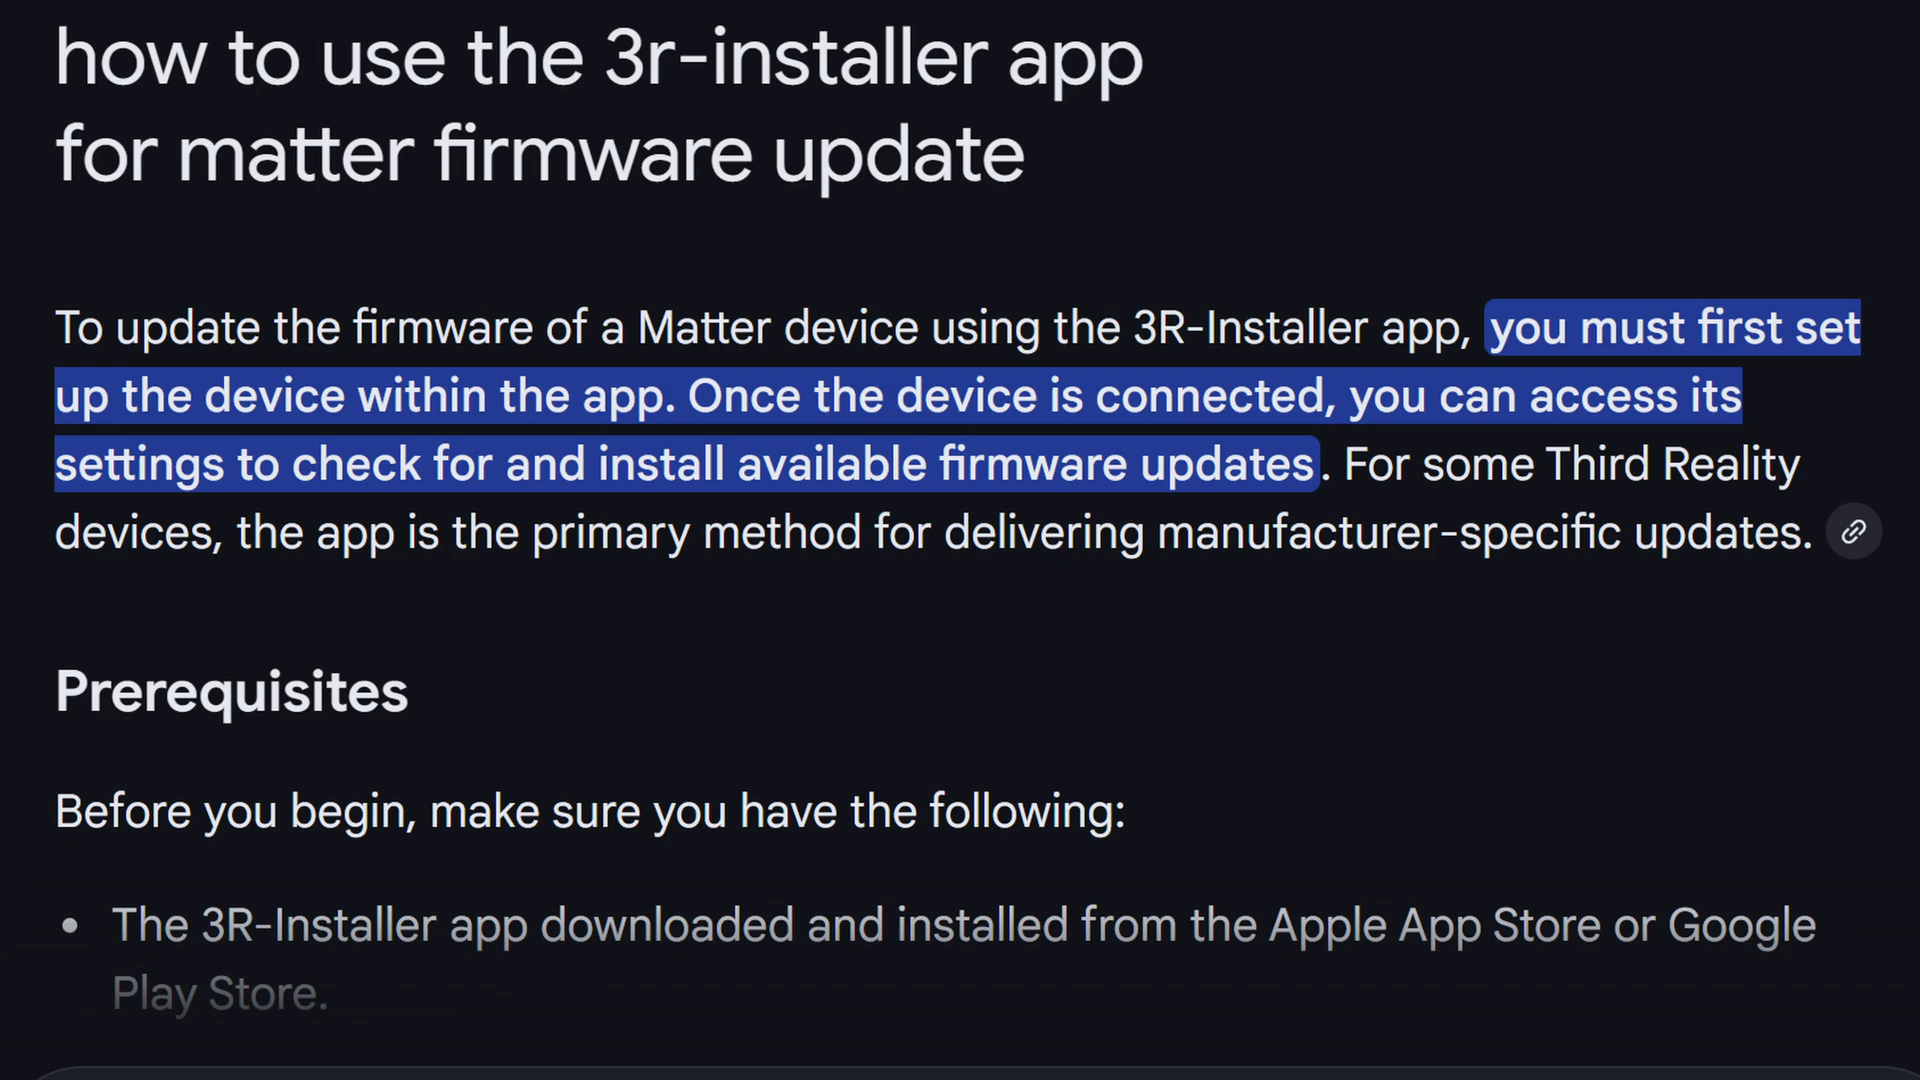 how to use the 3r-installer app
for matter firmware update
To update the firmware of a Matter device using the 3R-Installer app, you must first set
up the device within the app. Once the device is connected, you can access its
settings to check for and install available firmware updates. For some Third Reality
devices, the app is the primary method for delivering manufacturer-specific updates.
Prerequisites
Before you begin, make sure you have the following:
• The 3R-Installer app downloaded and installed from the Apple App Store or Google
Play Store.